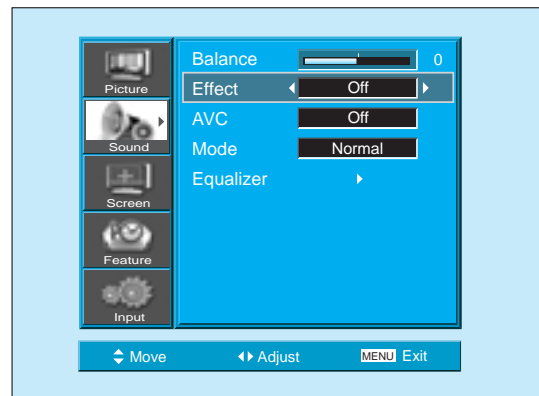 Picture
Sound
Screen
Feature
Input
Balance 0
Effect Off
AVC Off
Mode Normal
Equalizer
Move Adjust MENU Exit